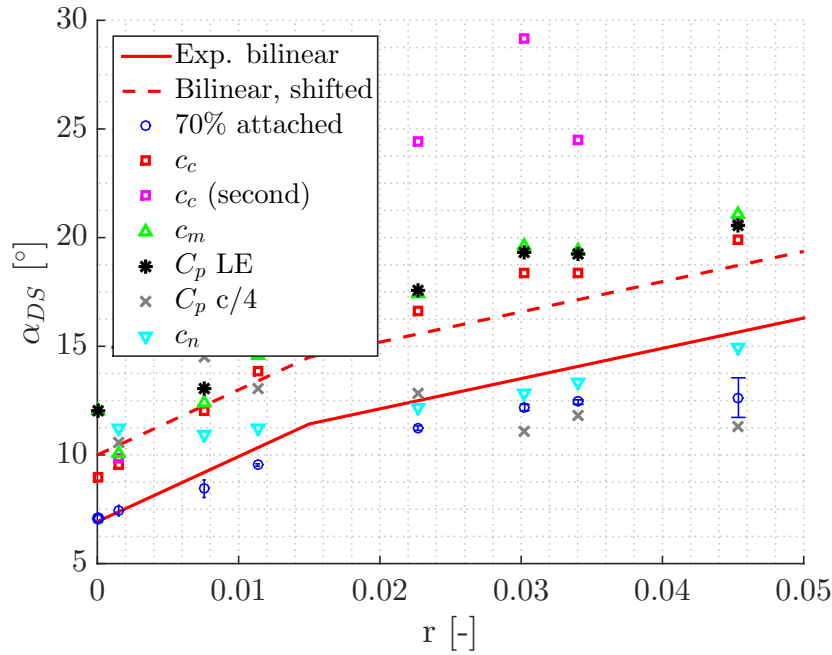 30
25
20
15
10
5
α_DS [°]
Exp. bilinear
Bilinear, shifted
70% attached
c_c
c_c (second)
c_m
C_p LE
C_p c/4
c_n
0 0.01 0.02 0.03 0.04 0.05
r [-]